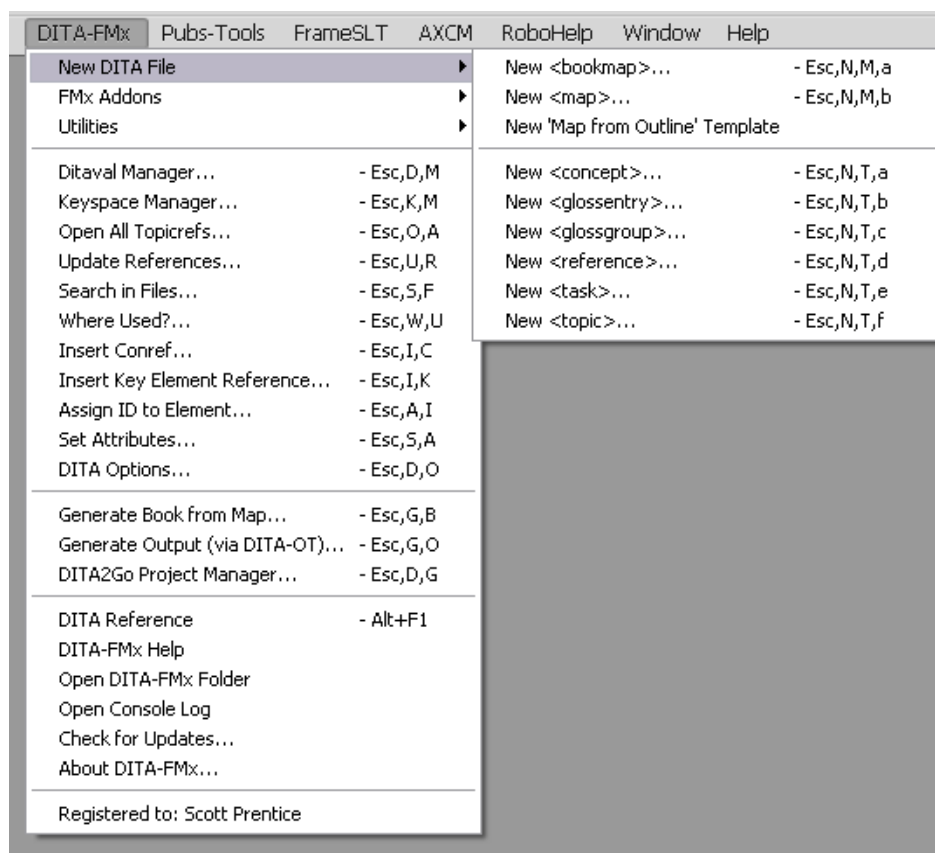 DITA-FMx Pubs-Tools FrameSLT AXCM RoboHelp Window Help
New DITA File
FMx Addons
Utilities
Ditaval Manager... - Esc,D,M
Keyspace Manager... - Esc,K,M
Open All Topicrefs... - Esc,O,A
Update References... - Esc,U,R
Search in Files... - Esc,S,F
Where Used?... - Esc,W,U
Insert Conref... - Esc,I,C
Insert Key Element Reference... - Esc,I,K
Assign ID to Element... - Esc,A,I
Set Attributes... - Esc,S,A
DITA Options... - Esc,D,O
Generate Book from Map... - Esc,G,B
Generate Output (via DITA-OT)... - Esc,G,O
DITA2Go Project Manager... - Esc,D,G
DITA Reference - Alt+F1
DITA-FMx Help
Open DITA-FMx Folder
Open Console Log
Check for Updates...
About DITA-FMx...
Registered to: Scott Prentice
New <bookmap>... - Esc,N,M,a
New <map>... - Esc,N,M,b
New 'Map from Outline' Template
New <concept>... - Esc,N,T,a
New <glossentry>... - Esc,N,T,b
New <glossgroup>... - Esc,N,T,c
New <reference>... - Esc,N,T,d
New <task>... - Esc,N,T,e
New <topic>... - Esc,N,T,f